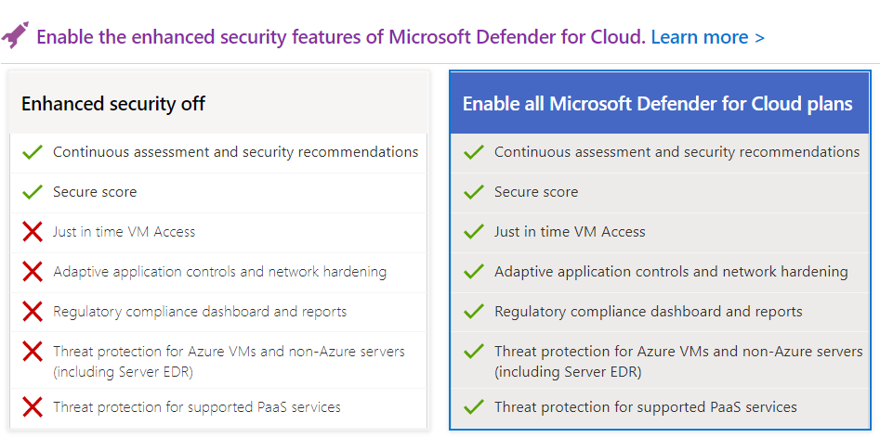 Enable the enhanced security features of Microsoft Defender for Cloud. Learn more >
Enhanced security off
Continuous assessment and security recommendations
Secure score
Just in time VM Access
Adaptive application controls and network hardening
Regulatory compliance dashboard and reports
Threat protection for Azure VMs and non-Azure servers
(including Server EDR)
Threat protection for supported PaaS services
Enable all Microsoft Defender for Cloud plans
Continuous assessment and security recommendations
Secure score
Just in time VM Access
Adaptive application controls and network hardening
Regulatory compliance dashboard and reports
Threat protection for Azure VMs and non-Azure servers
(including Server EDR)
Threat protection for supported PaaS services